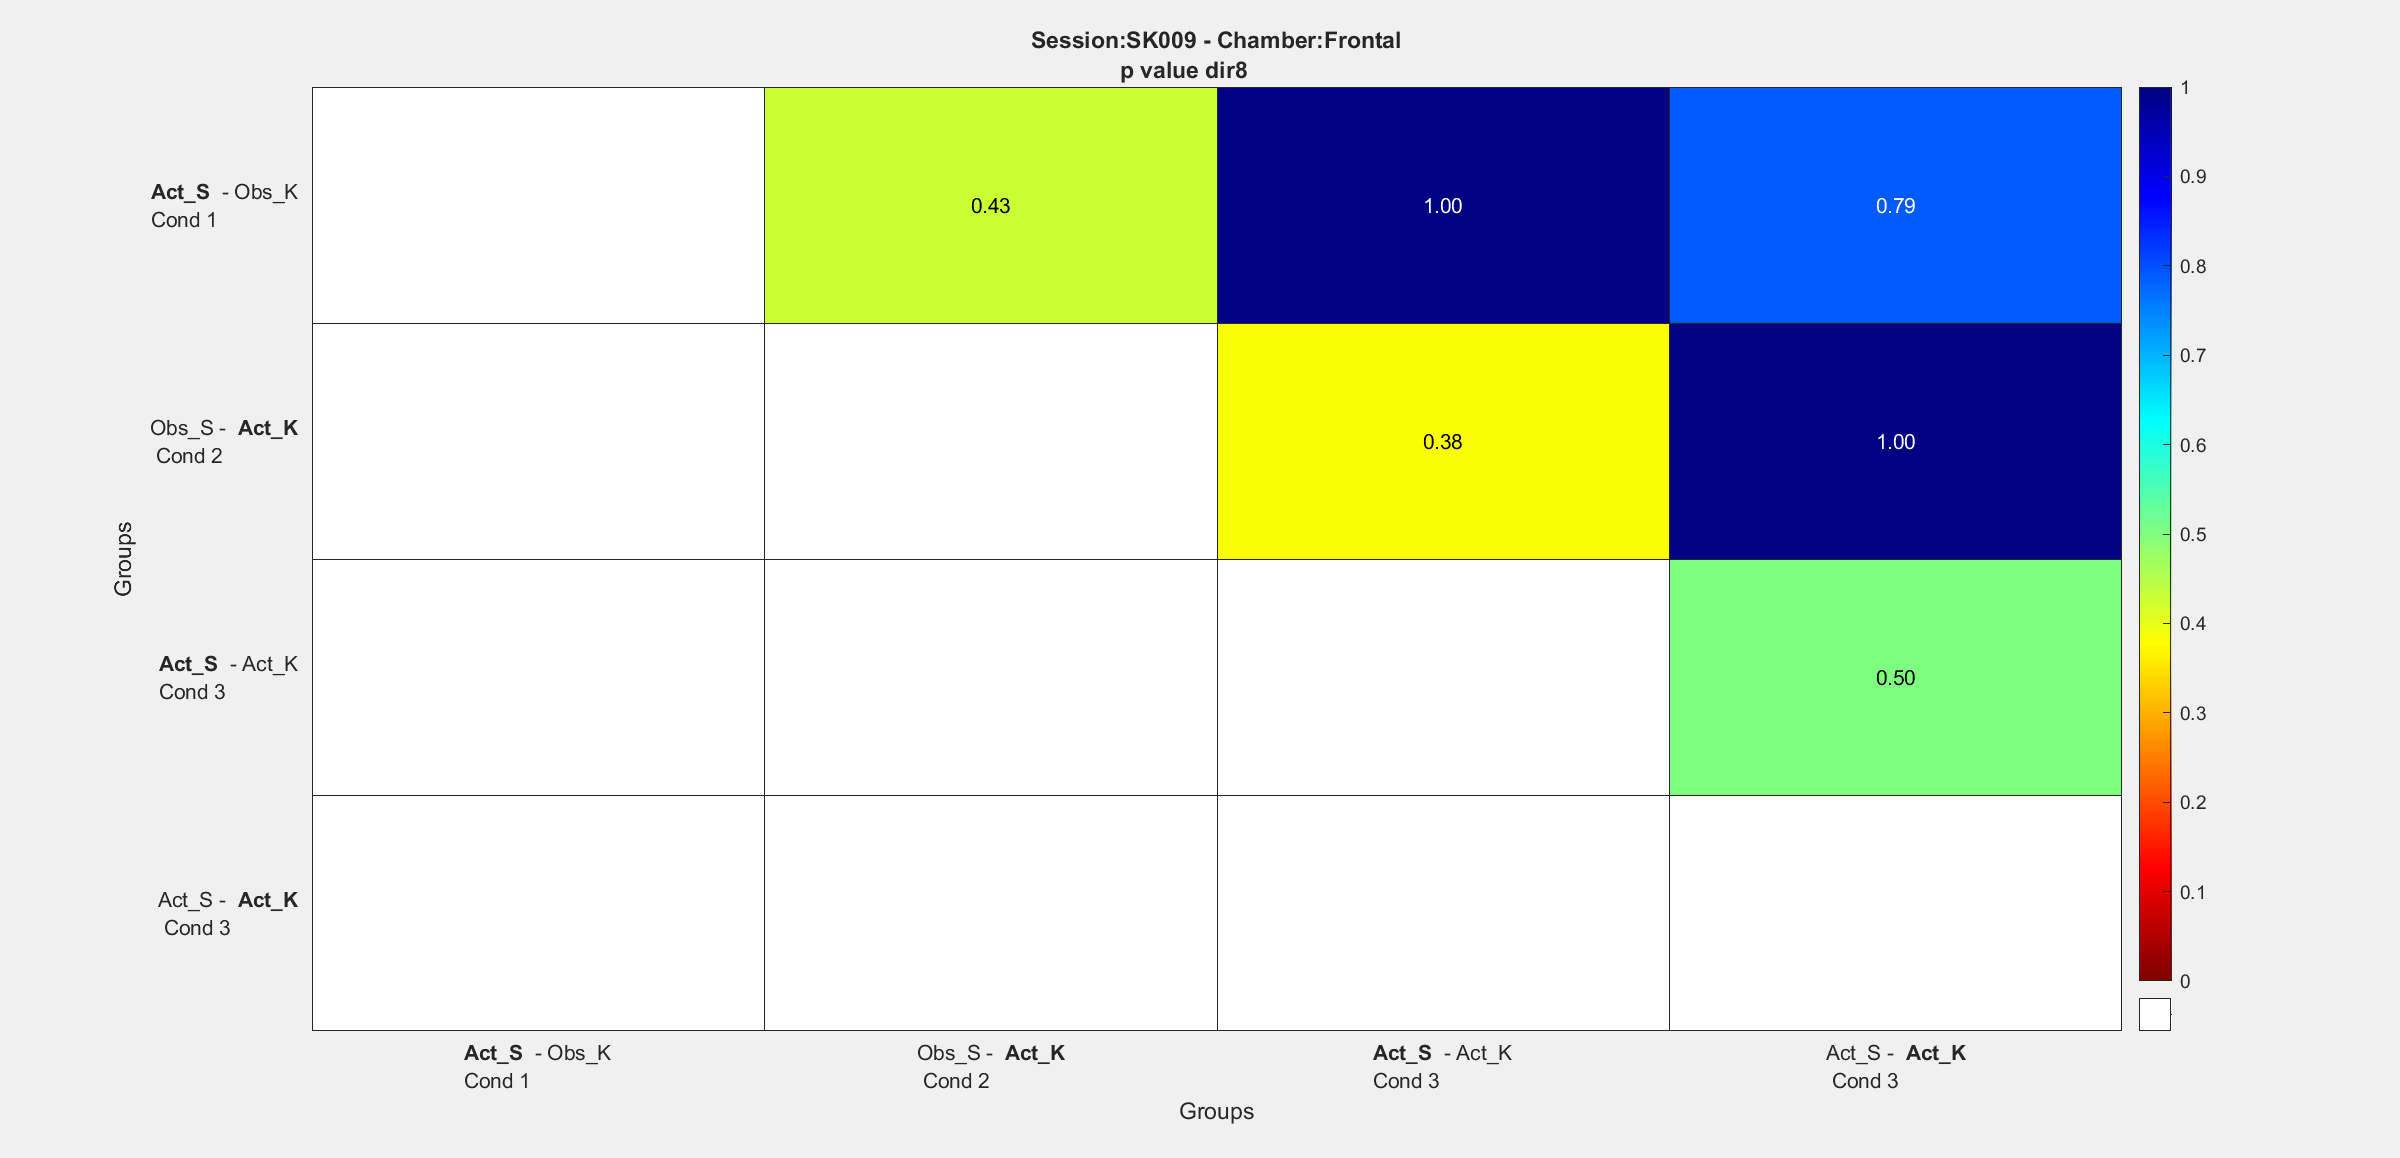 Session:SK009 - Chamber:Frontal
p value dir8
Act_S - Obs_K
Cond 1
0.43
1.00
0.79
Obs_S - Act_K
Cond 2
0.38
1.00
Groups
Act_S - Act_K
Cond 3
0.50
Act_S - Act_K
Cond 3
1
0.9
0.8
0.7
0.6
0.5
0.4
0.3
0.2
0.1
0
Act_S - Obs_K
Cond 1
Obs_S - Act_K
Cond 2
Act_S - Act_K
Cond 3
Act_S - Act_K
Cond 3
Groups